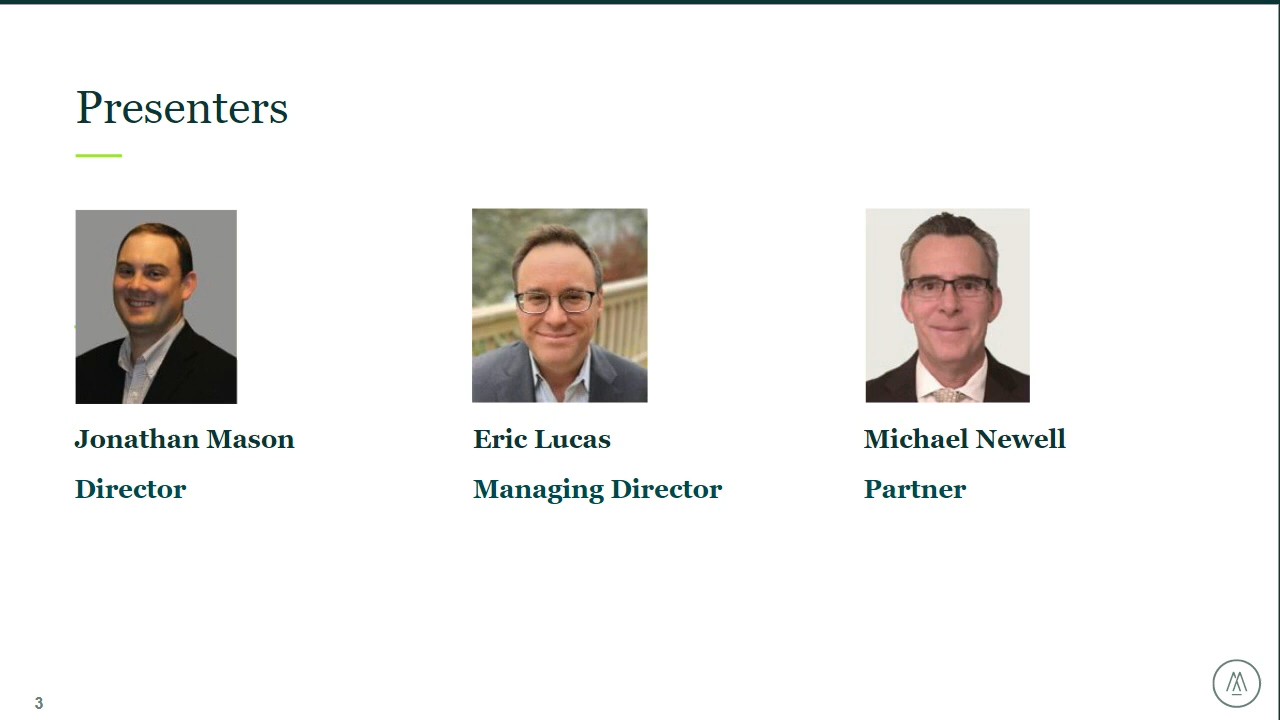 Presenters
Jonathan Mason
Director
Eric Lucas
Managing Director
Michael Newell
Partner
3